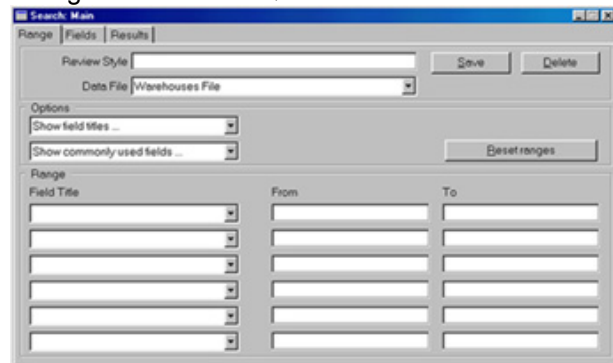 Search: Main
Range Fields Results
Review Style Save Delete
Data File Warehouses File
Options
Show field titles ...
Show commonly used fields ... Reset ranges
Range
Field Title From To